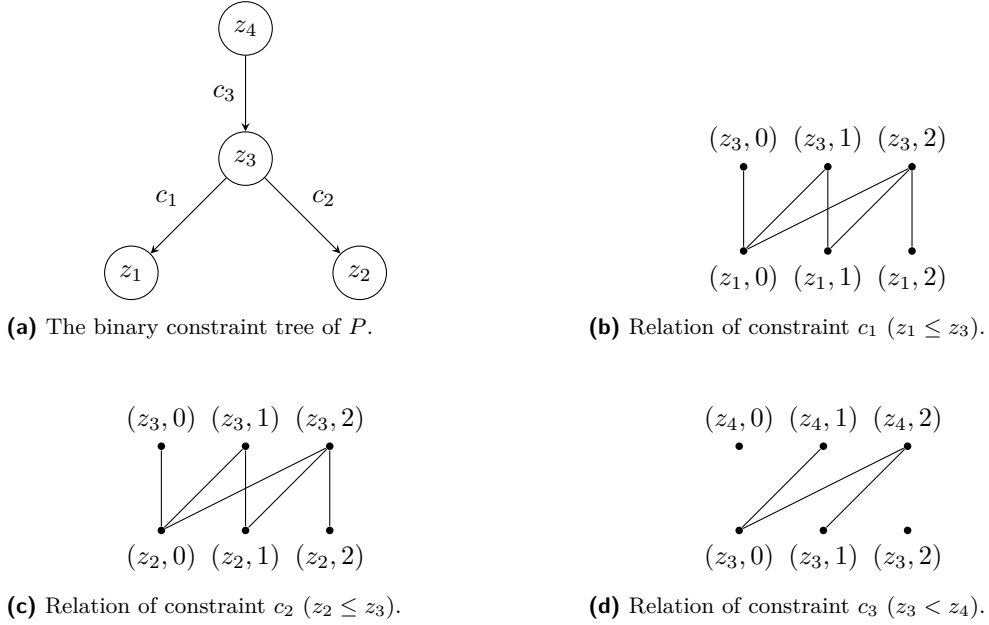 z₄
c₃
z₃
c₁ c₂
z₁ z₂
(a) The binary constraint tree of P.
(z₃, 0) (z₃, 1) (z₃, 2)
(z₁, 0) (z₁, 1) (z₁, 2)
(b) Relation of constraint c₁ (z₁ ≤ z₃).
(z₃, 0) (z₃, 1) (z₃, 2)
(z₂, 0) (z₂, 1) (z₂, 2)
(c) Relation of constraint c₂ (z₂ ≤ z₃).
(z₄, 0) (z₄, 1) (z₄, 2)
(z₃, 0) (z₃, 1) (z₃, 2)
(d) Relation of constraint c₃ (z₃ < z₄).